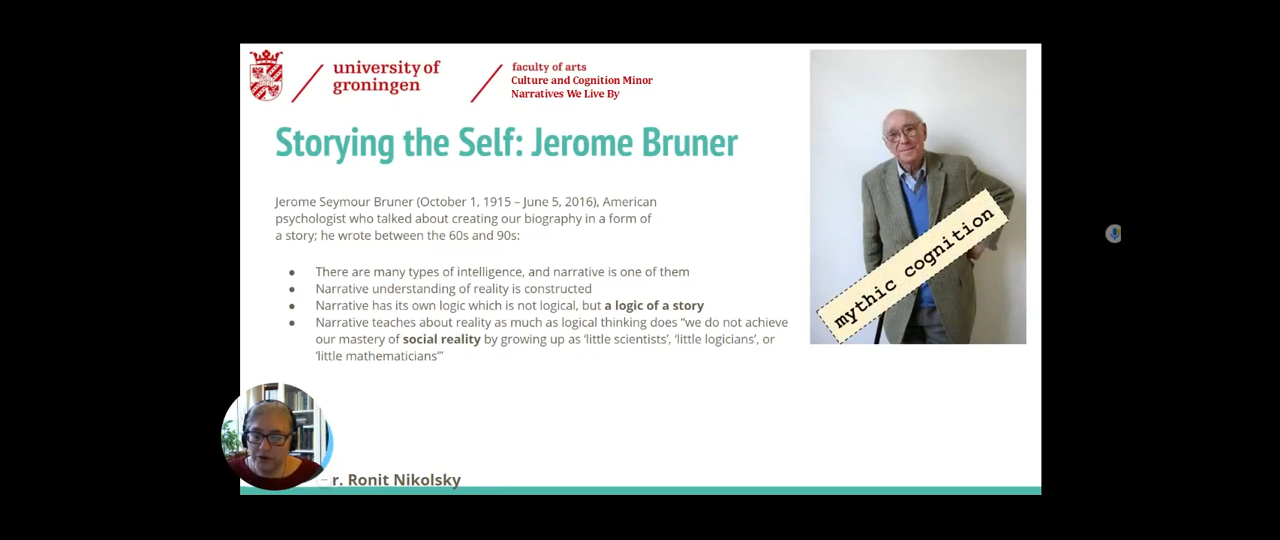 university of
groningen
faculty of arts
Culture and Cognition Minor
Narratives We Live By
Storying the Self: Jerome Bruner
Jerome Seymour Bruner (October 1, 1915 – June 5, 2016), American
psychologist who talked about creating our biography in a form of
a story; he wrote between the 60s and 90s:
● There are many types of intelligence, and narrative is one of them
● Narrative understanding of reality is constructed
● Narrative has its own logic which is not logical, but a logic of a story
● Narrative teaches about reality as much as logical thinking does “we do not achieve
our mastery of social reality by growing up as ‘little scientists’, ‘little logicians’, or
‘little mathematicians’”
mythic cognition
r. Ronit Nikolsky